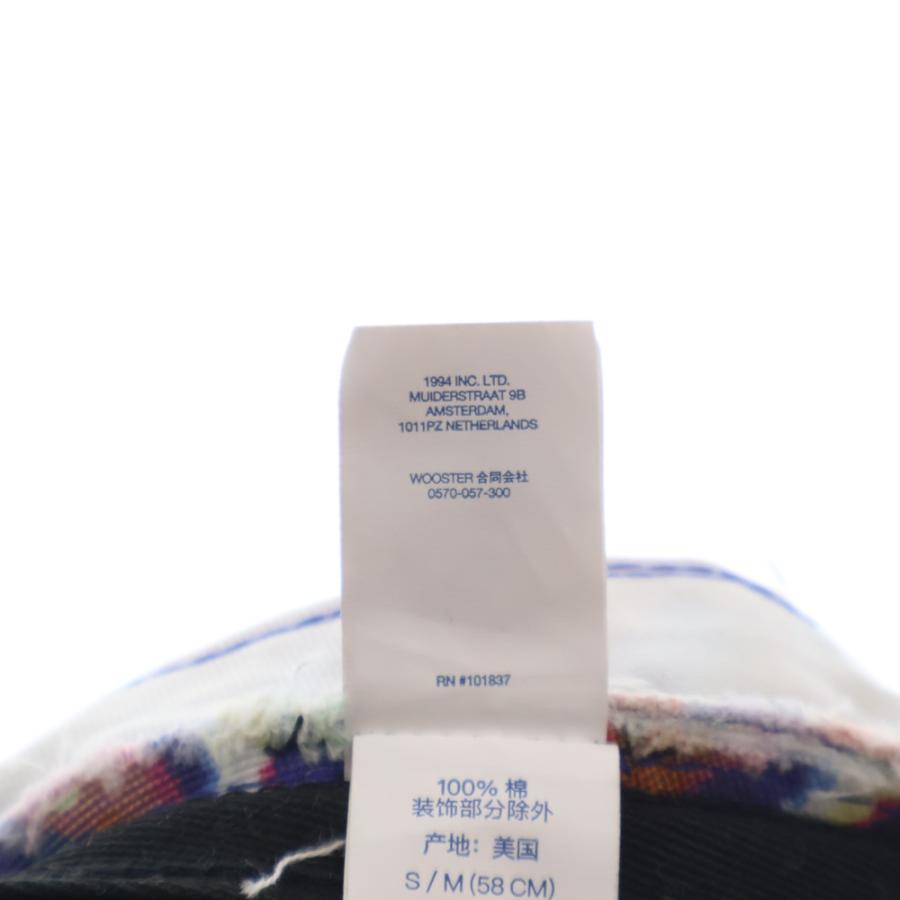 1994 INC. LTD.
MUIDERSTRAAT 9B
AMSTERDAM,
1011PZ NETHERLANDS
WOOSTER 合同会社
0570-057-300
RN #101837
100% 棉
装饰部分除外
产地：美国
S / M (58 CM)